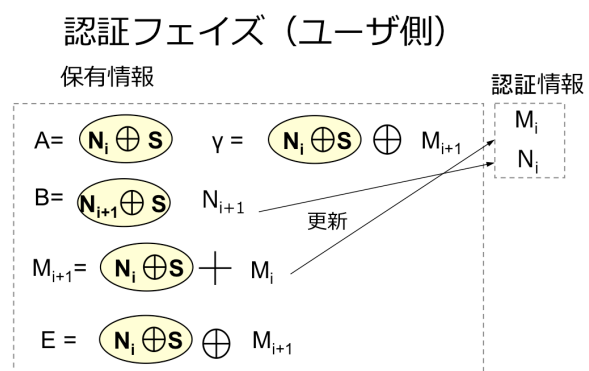 認証フェイズ（ユーザ側）
保有情報
認証情報
A= Nᵢ ⊕ S γ = Nᵢ ⊕S ⊕ Mᵢ₊₁
Mᵢ
Nᵢ
B= Nᵢ₊₁⊕ S Nᵢ₊₁
更新
Mᵢ₊₁= Nᵢ ⊕S + Mᵢ
E = Nᵢ ⊕S ⊕ Mᵢ₊₁